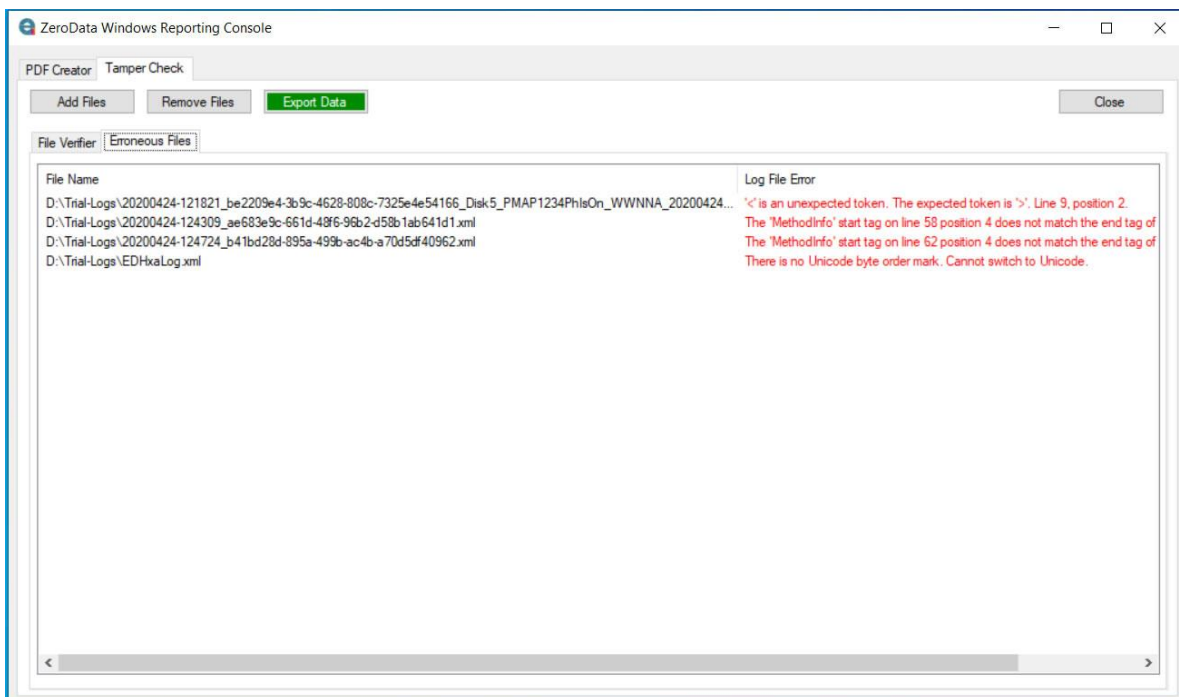 ZeroData Windows Reporting Console
PDF Creator Tamper Check
Add Files Remove Files Export Data Close
File Verifier Erroneous Files
File Name Log File Error
D:\Trial-Logs\20200424-121821_be2209e4-3b9c-4628-808c-7325e4e54166_Disk5_PMAP1234PhIsOn_WWNNA_20200424... '<' is an unexpected token. The expected token is '>'. Line 9, position 2.
D:\Trial-Logs\20200424-124309_ae683e9c-661d-48f6-96b2-d58b1ab641d1.xml The 'MethodInfo' start tag on line 58 position 4 does not match the end tag of
D:\Trial-Logs\20200424-124724_b41bd28d-895a-499b-ac4b-a70d5df40962.xml The 'MethodInfo' start tag on line 62 position 4 does not match the end tag of
D:\Trial-Logs\EDHxaLog.xml There is no Unicode byte order mark. Cannot switch to Unicode.